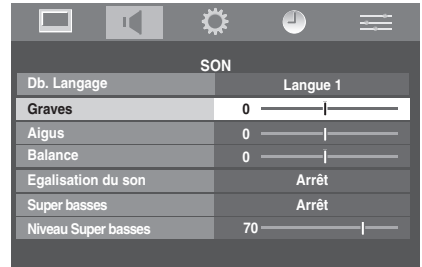 SON
Db. Langage Langue 1
Graves 0
Aigus 0
Balance 0
Egalisation du son Arrêt
Super basses Arrêt
Niveau Super basses 70